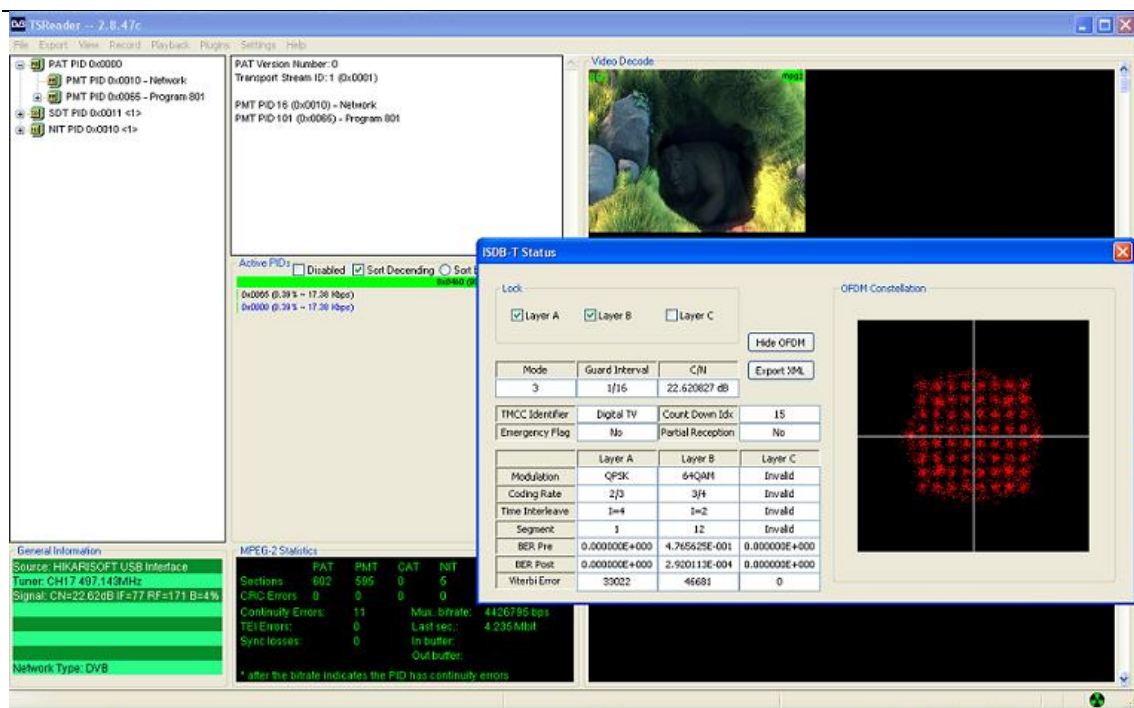 TSReader -- 2.8.47c
File Export View Record Playback Plugins Settings Help
PAT PID 0x0000
PMT PID 0x0010 - Network
PMT PID 0x0065 - Program 801
SDT PID 0x0011 <1>
NIT PID 0x0010 <1>
PAT Version Number: 0
Transport Stream ID: 1 (0x0001)
PMT PID 16 (0x0010) - Network
PMT PID 101 (0x0065) - Program 801
Video Decode
mpg2
Active PIDs Disabled Sort Decending Sort
0x0065 (0.39 % ~ 17.38 Kbps)
0x0000 (0.39 % ~ 17.38 Kbps)
ISDB-T Status
Lock
Layer A Layer B Layer C
Hide OFDM
Export XML
OFDM Constellation
Mode Guard Interval C/N
3 1/16 22.620827 dB
TMCC Identifier Digital TV Count Down Idx 15
Emergency Flag No Partial Reception No
Layer A Layer B Layer C
Modulation QPSK 64QAM Invalid
Coding Rate 2/3 3/4 Invalid
Time Interleave I=4 I=2 Invalid
Segment 1 12 Invalid
BER Pre 0.000000E+000 4.765625E-001 0.000000E+000
BER Post 0.000000E+000 2.920113E-004 0.000000E+000
Viterbi Error 33022 46681 0
General Information
Source: HIKARISOFT USB Interface
Tuner: CH17 497.143MHz
Signal: CN=22.62dB IF=77 RF=171 B=4%
Network Type: DVB
MPEG-2 Statistics
PAT PMT CAT NIT
Sections 602 595 0 5
CRC Errors 0 0 0 0
Continuity Errors: 11 Mux. bitrate: 4426795 bps
TEI Errors: 0 Last sec.: 4.235 Mbit
Sync losses: 0 In buffer:
Out buffer:
* after the bitrate indicates the PID has continuity errors